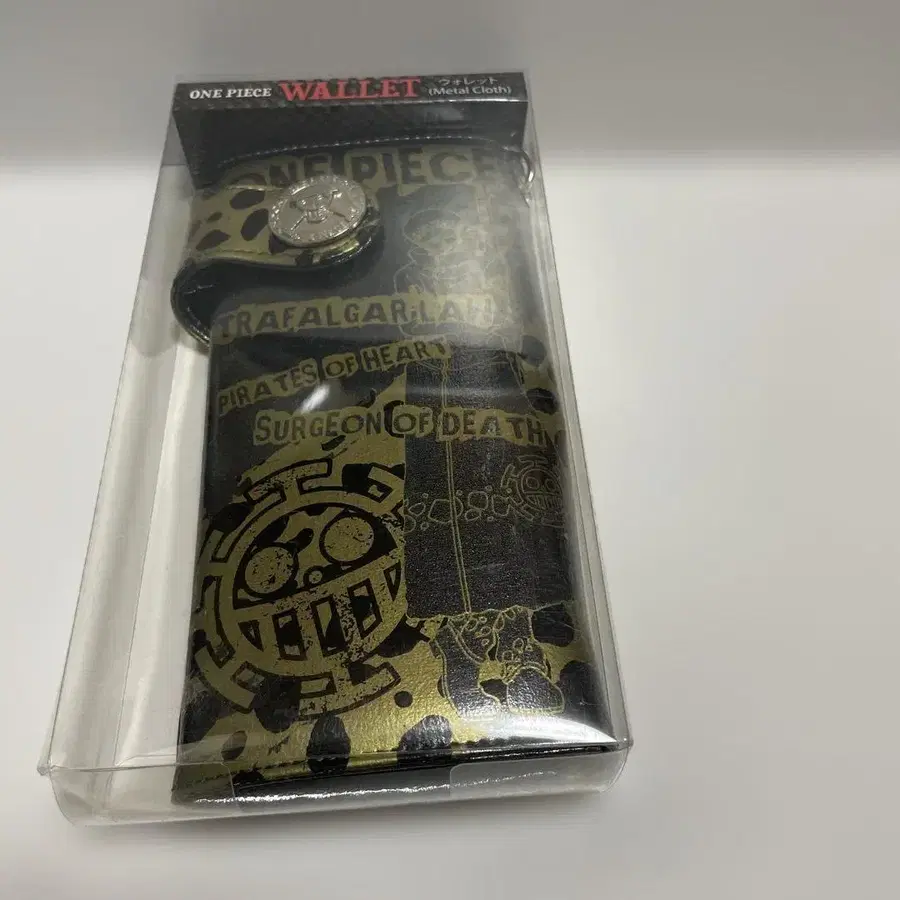 ONE PIECE WALLET ウォレット
(Metal Cloth)
ONE PIECE
TRAFALGAR LAW
PIRATES OF HEART
SURGEON OF DEATH